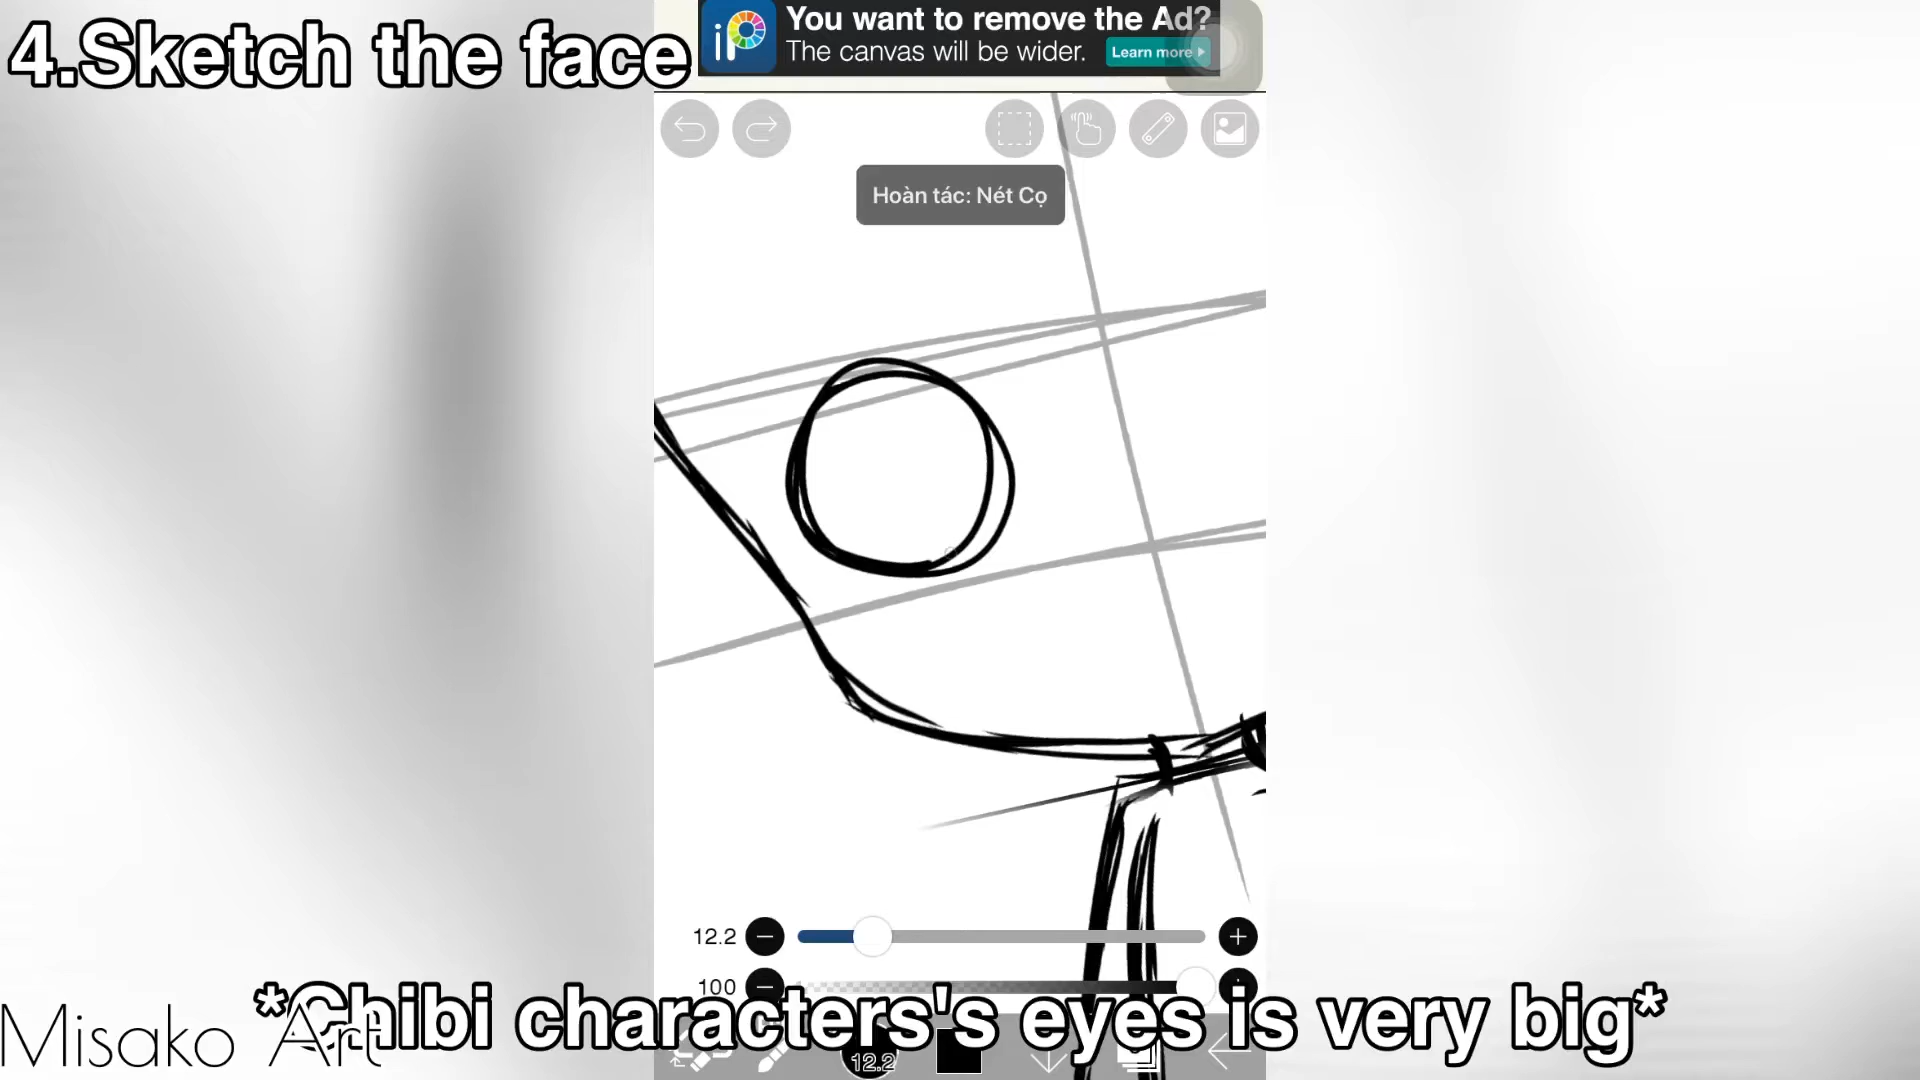 4.Sketch the face
iP
You want to remove the Ad?
The canvas will be wider.
Learn more
Hoàn tác: Nét Cọ
12.2
100
*Chibi characters's eyes is very big*
Misako Art
12.2